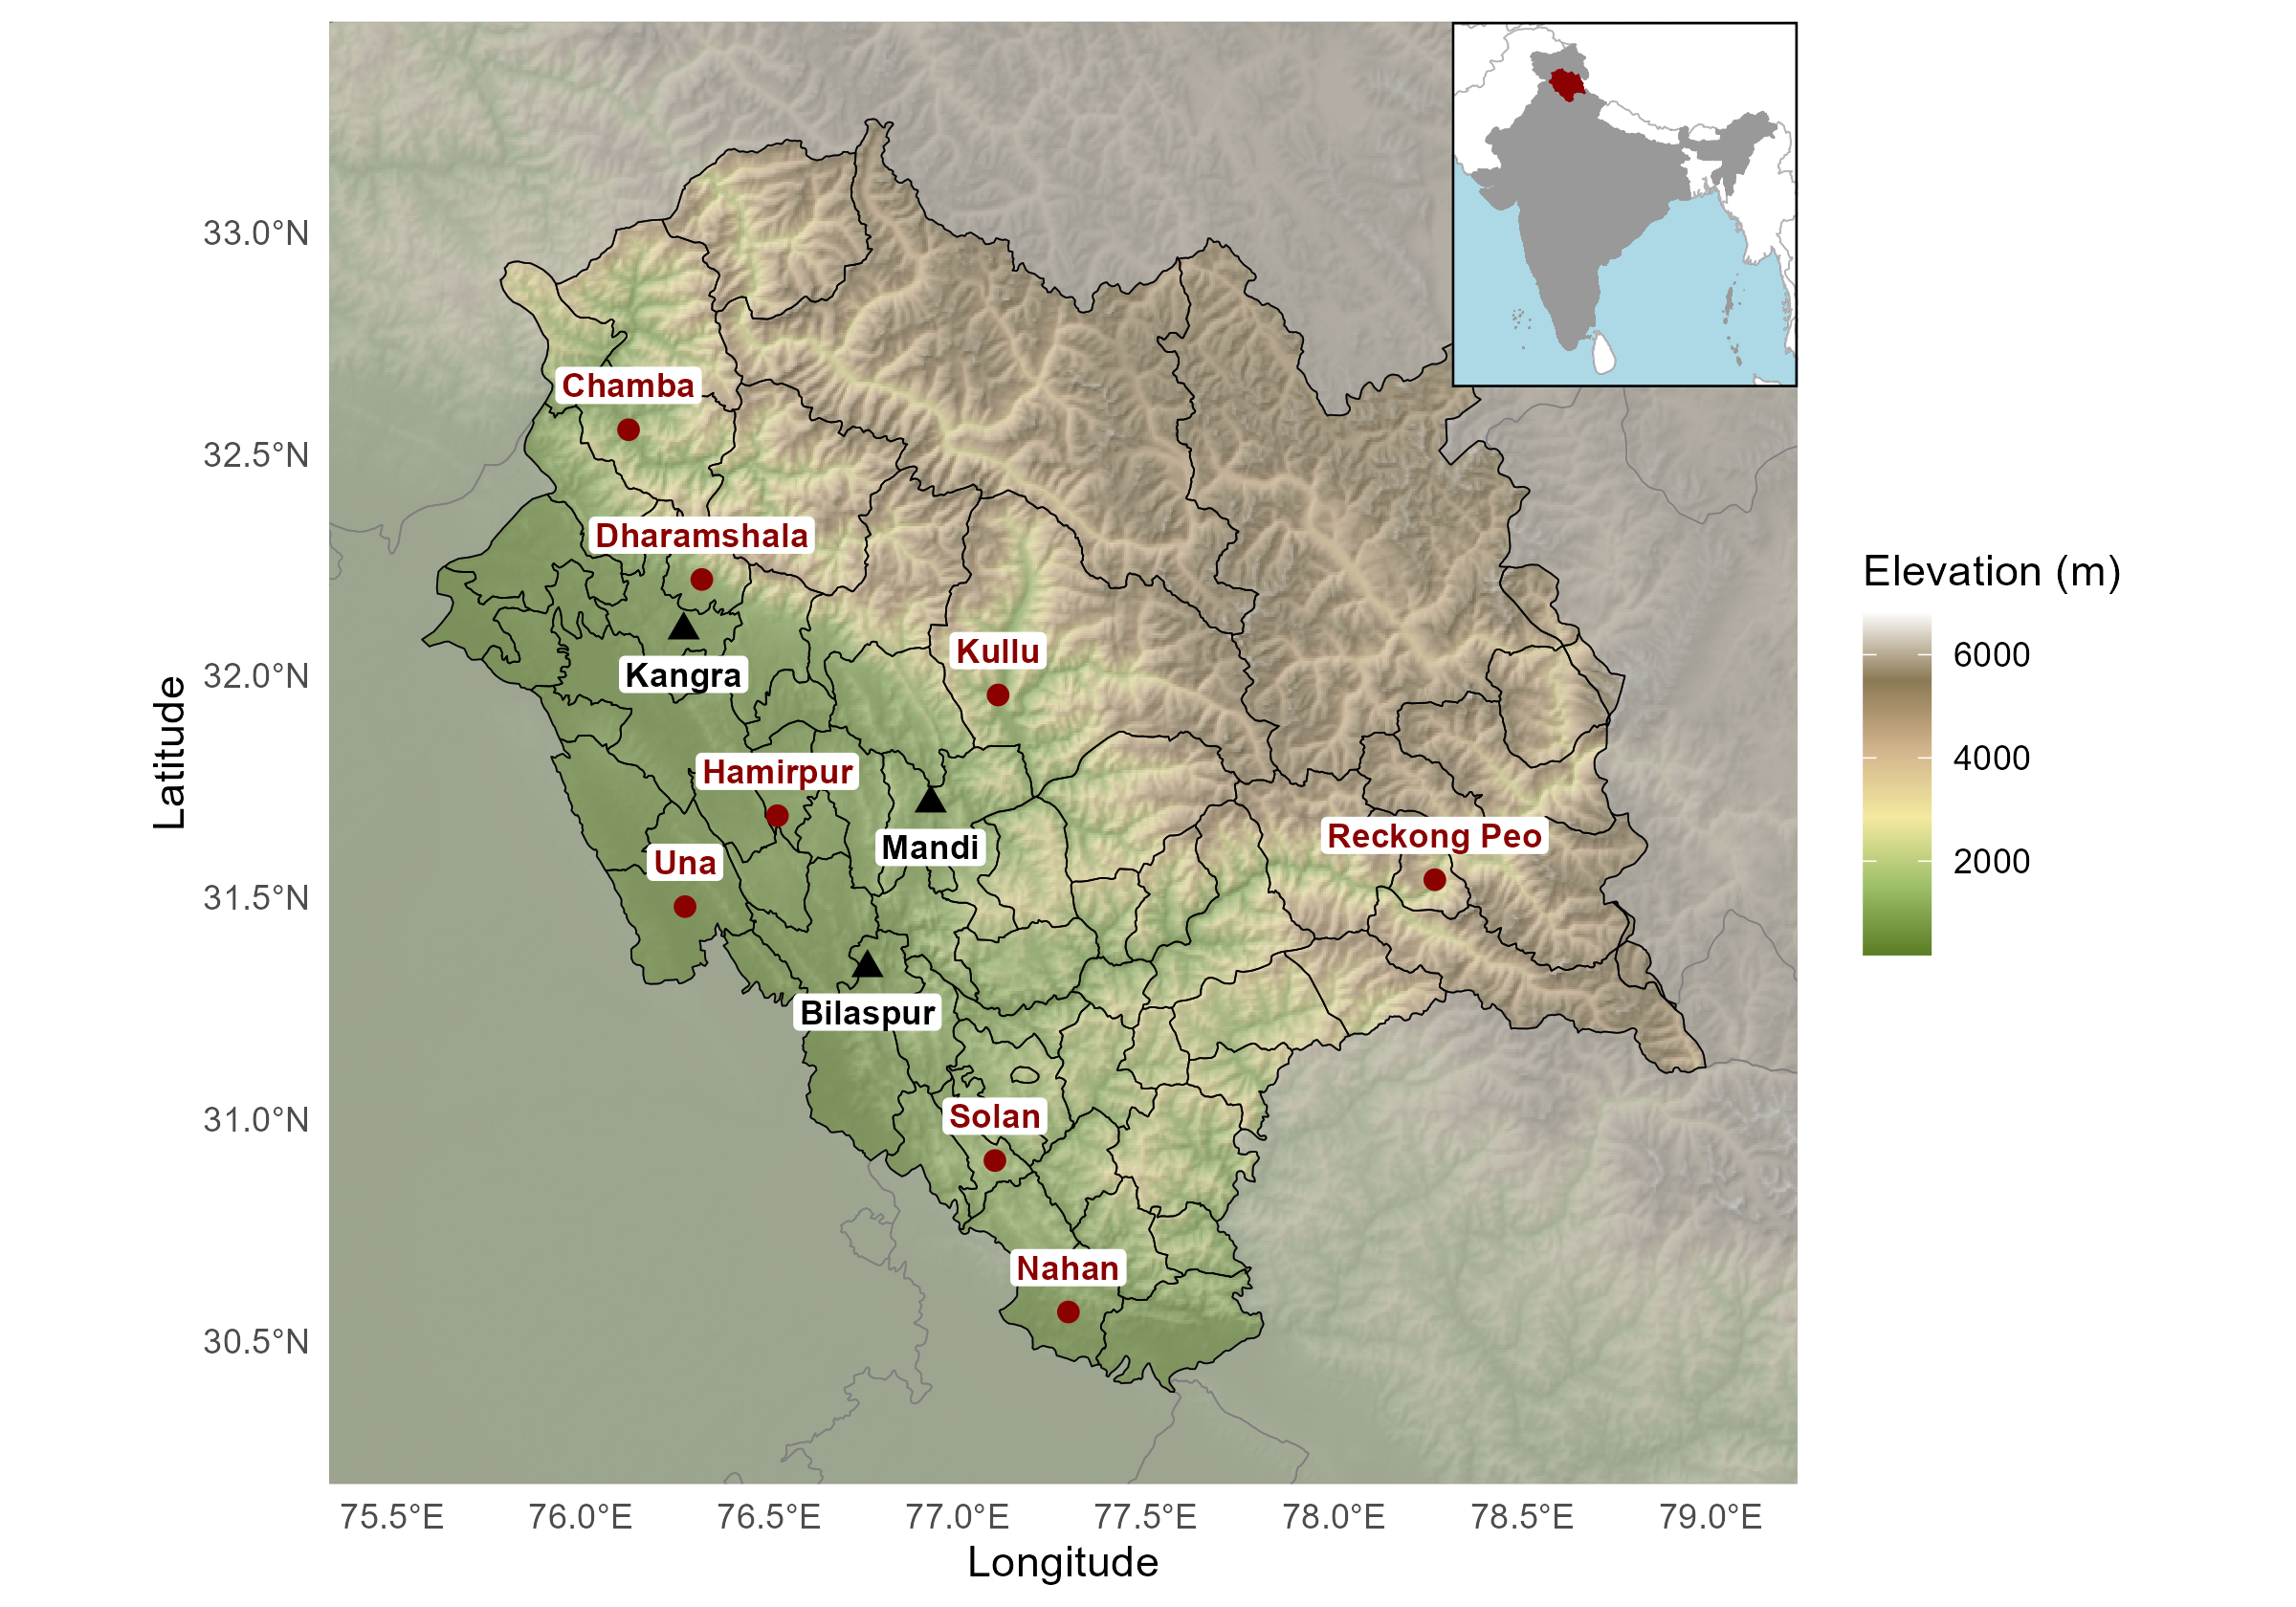 33.0°N
32.5°N
32.0°N
31.5°N
31.0°N
30.5°N
Latitude
Chamba
Dharamshala
Kangra
Kullu
Hamirpur
Mandi
Reckong Peo
Una
Bilaspur
Solan
Nahan
Elevation (m)
6000
4000
2000
75.5°E
76.0°E
76.5°E
77.0°E
77.5°E
78.0°E
78.5°E
79.0°E
Longitude